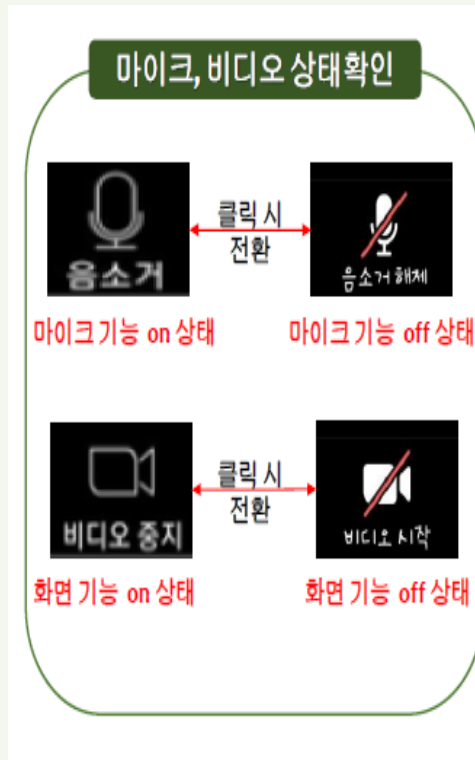 마이크, 비디오 상태확인
음소거
클릭 시
전환
음소거 해제
마이크 기능 on 상태
마이크 기능 off 상태
비디오 중지
클릭 시
전환
비디오 시작
화면 기능 on 상태
화면 기능 off 상태